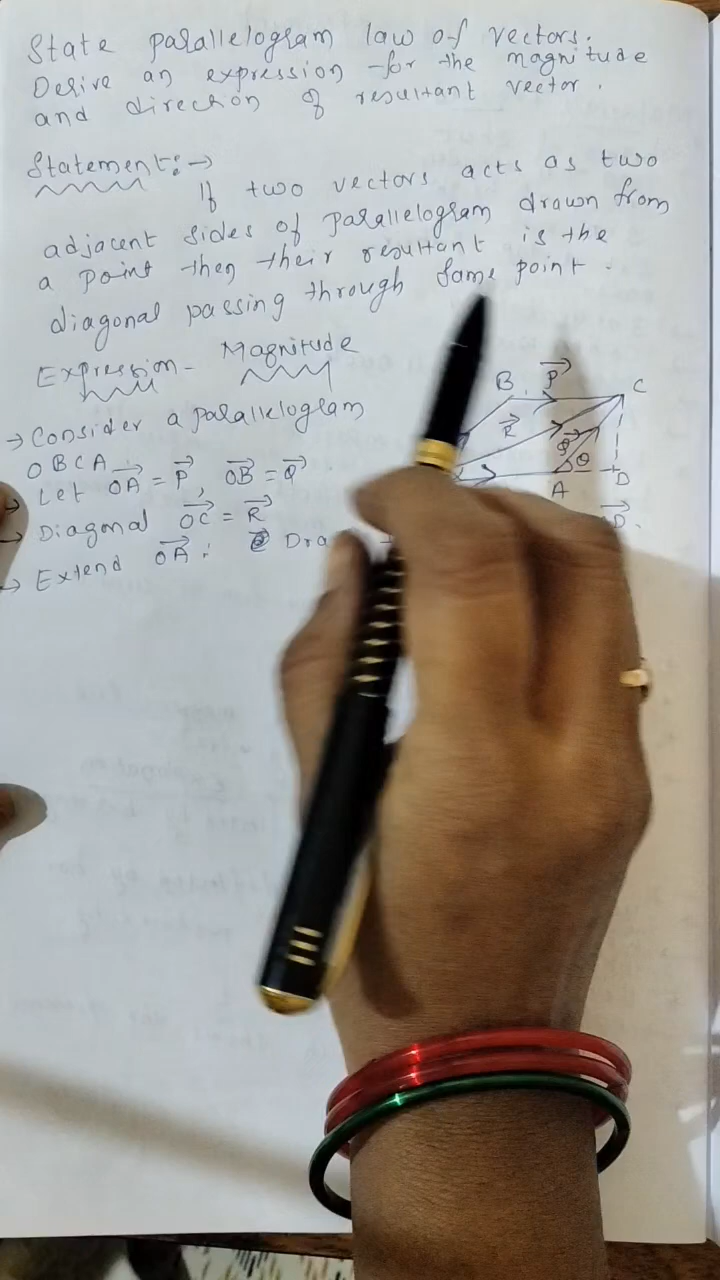 State parallelogram law of vectors.
Derive an expression for the magnitude
and direction of resultant vector.
Statement:→
If two vectors acts as two
adjacent sides of parallelogram drawn from
a point then their resultant is the
diagonal passing through same point.
Expression- Magnitude
→ Consider a parallelogram
OBCA.
→ Let OA⃗ = P⃗, OB⃗ = Q⃗
→ Diagonal OC⃗ = R⃗
→ Extend OA⃗. Dra
B P⃗ C
R⃗ Q⃗ θ
A D
D.